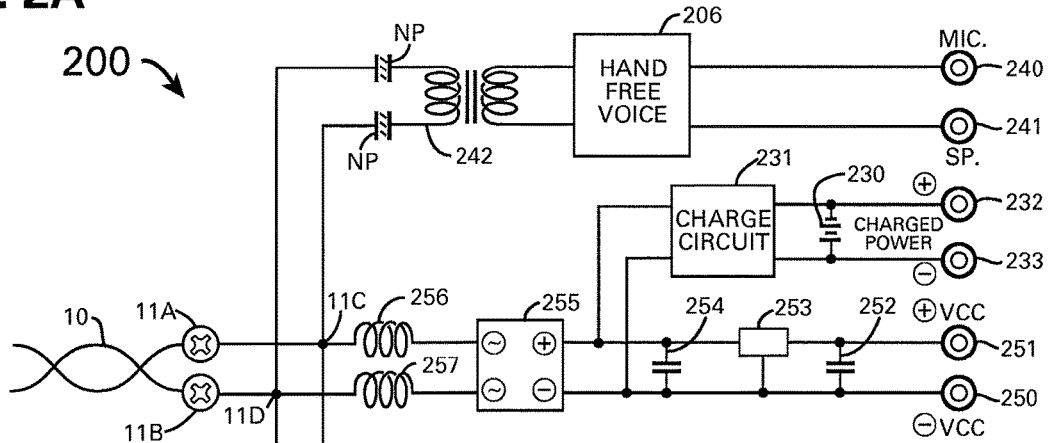 200
NP
NP
242
206
HAND
FREE
VOICE
MIC.
240
241
SP.
231
CHARGE
CIRCUIT
230
CHARGED
POWER
+
232
233
−
10
11A
11B
11C
11D
256
257
255
~ +
~ −
254
253
252
+ VCC
251
250
− VCC